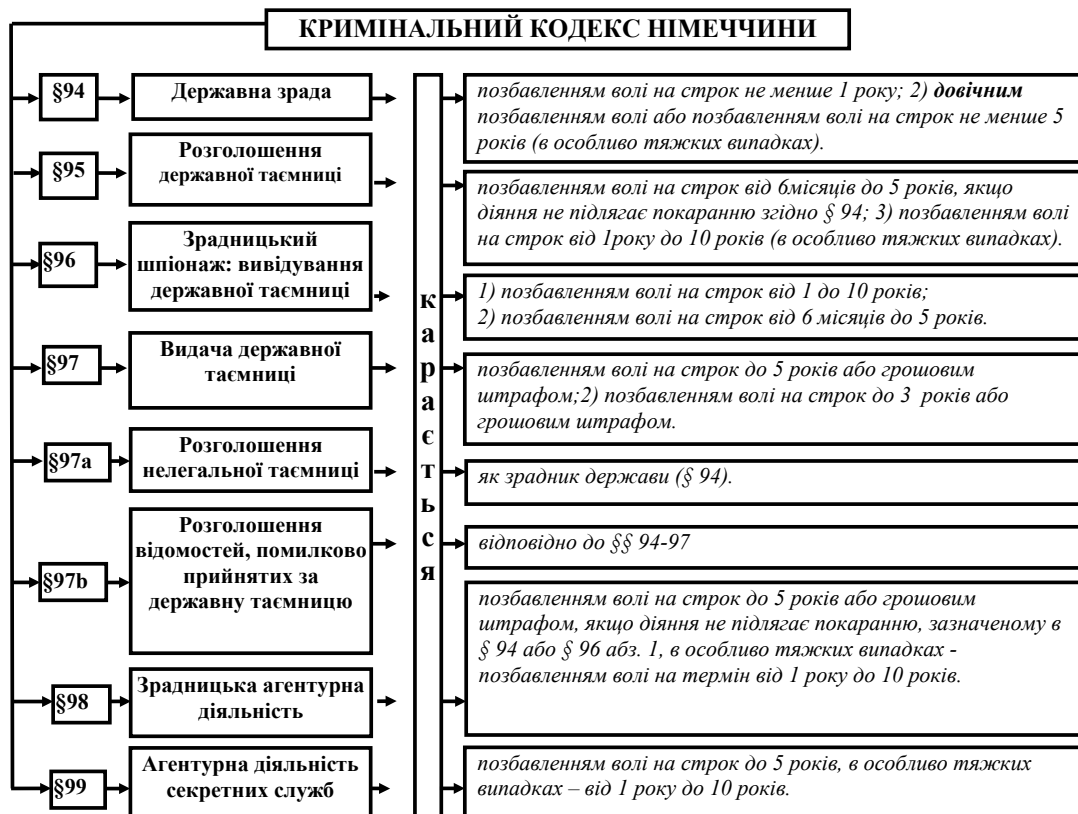 КРИМІНАЛЬНИЙ КОДЕКС НІМЕЧЧИНИ
§94
Державна зрада
§95
Розголошення
державної таємниці
§96
Зрадницький
шпіонаж: вивідування
державної таємниці
§97
Видача державної
таємниці
§97а
Розголошення
нелегальної таємниці
§97b
Розголошення
відомостей, помилково
прийнятих за
державну таємницю
§98
Зрадницька агентурна
діяльність
§99
Агентурна діяльність
секретних служб
к
а
р
а
є
т
ь
с
я
позбавленням волі на строк не менше 1 року; 2) довічним
позбавленням волі або позбавленням волі на строк не менше 5
років (в особливо тяжких випадках).
позбавленням волі на строк від 6місяців до 5 років, якщо
діяння не підлягає покаранню згідно § 94; 3) позбавленням волі
на строк від 1року до 10 років (в особливо тяжких випадках).
1) позбавленням волі на строк від 1 до 10 років;
2) позбавленням волі на строк від 6 місяців до 5 років.
позбавленням волі на строк до 5 років або грошовим
штрафом;2) позбавленням волі на строк до 3 років або
грошовим штрафом.
як зрадник держави (§ 94).
відповідно до §§ 94-97
позбавленням волі на строк до 5 років або грошовим
штрафом, якщо діяння не підлягає покаранню, зазначеному в
§ 94 або § 96 абз. 1, в особливо тяжких випадках -
позбавленням волі на термін від 1 року до 10 років.
позбавленням волі на строк до 5 років, в особливо тяжких
випадках – від 1 року до 10 років.